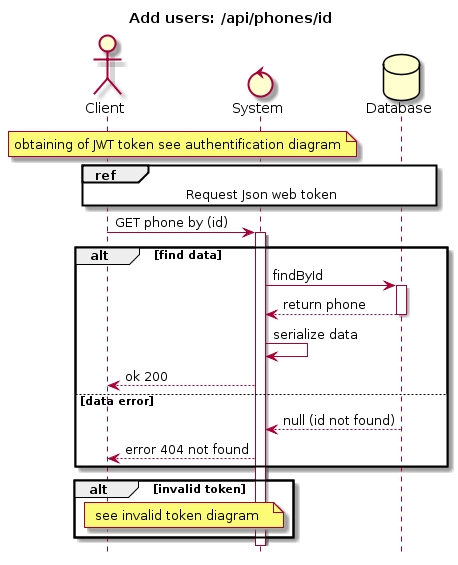 Add users: /api/phones/id
Client
System
Database
obtaining of JWT token see authentification diagram
ref
Request Json web token
GET phone by (id)
alt [find data]
findById
return phone
serialize data
ok 200
[data error]
null (id not found)
error 404 not found
alt [invalid token]
see invalid token diagram